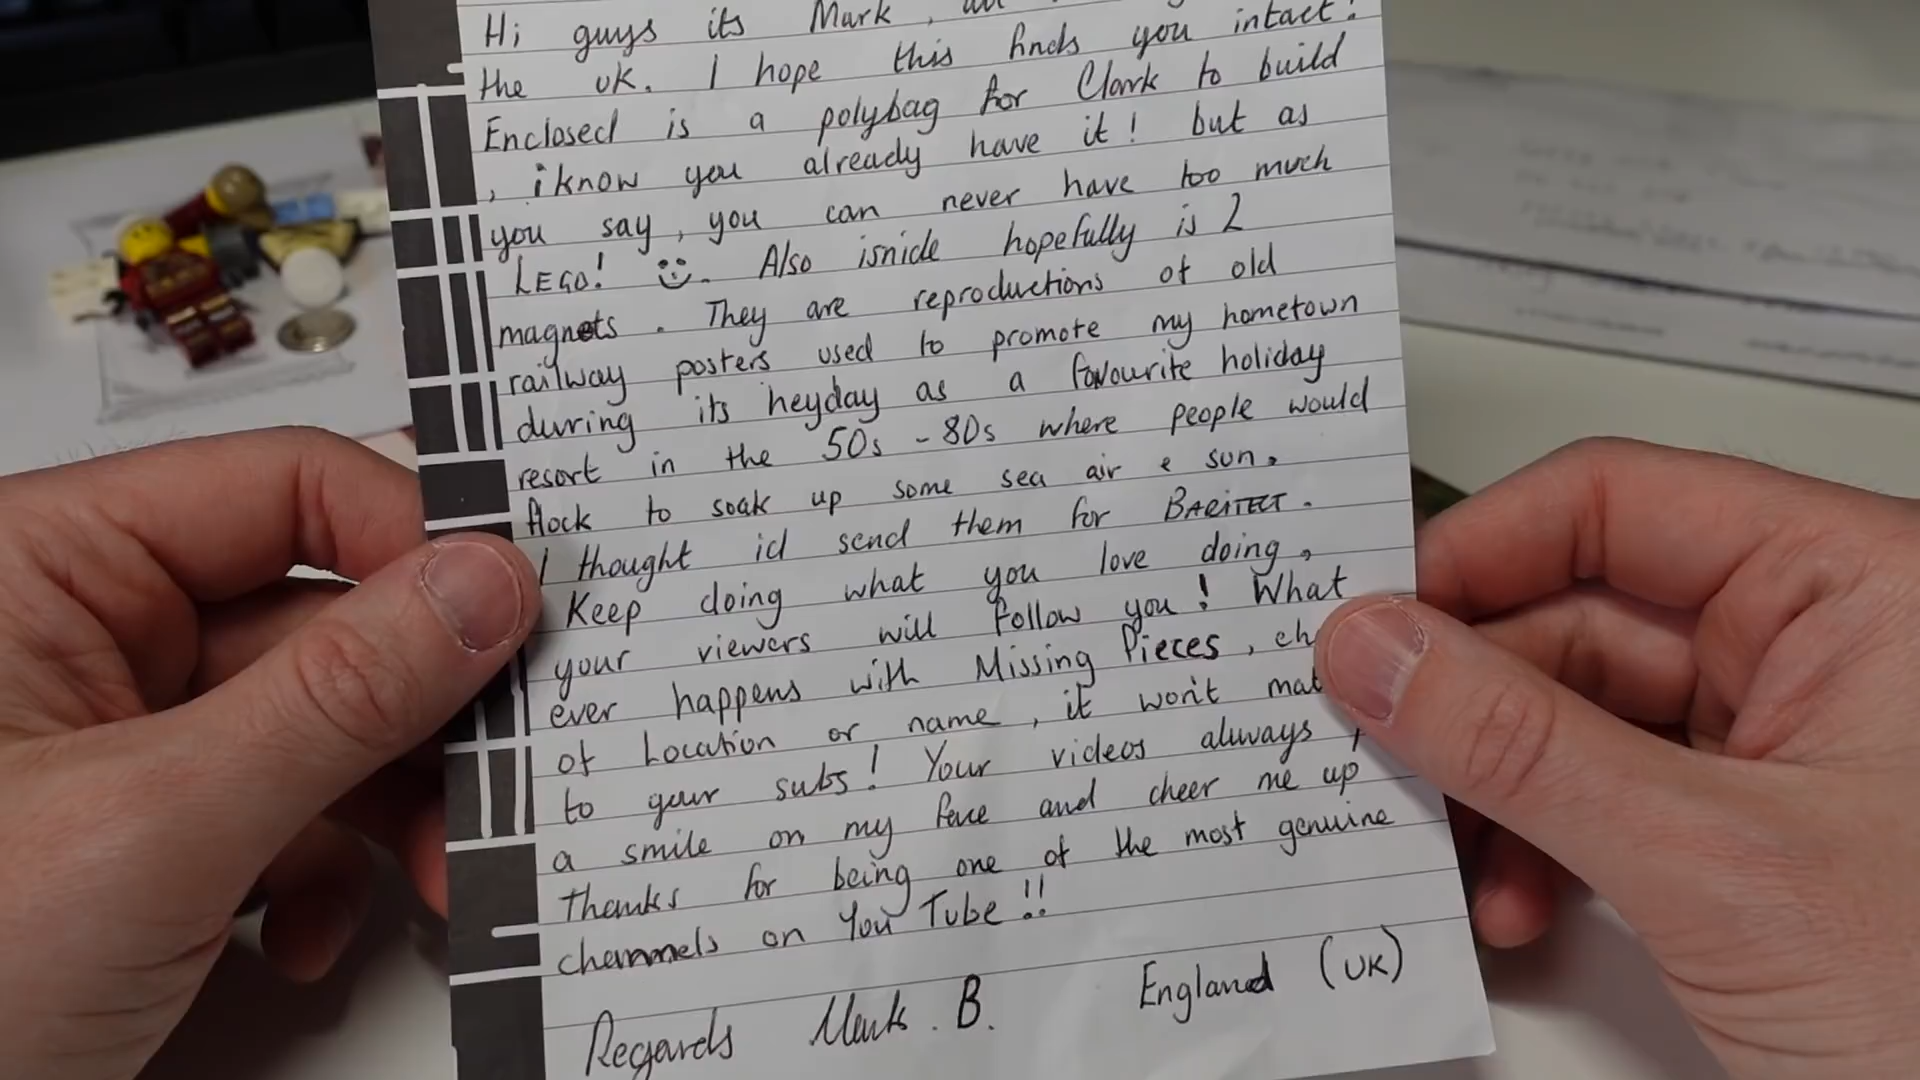 Hi guys its Mark,
the UK. I hope this finds you intact!
Enclosed is a polybag for Clark to build
, i know you already have it! but as
you say, you can never have too much
LEGO! Also isnide hopefully is 2
magnets. They are reproductions of old
railway posters used to promote my hometown
during its heyday as a favourite holiday
resort in the 50s - 80s where people would
flock to soak up some sea air & sun.
I thought id send them for BARITECT.
Keep doing what you love doing,
your viewers will follow you! What
ever happens with Missing Pieces,
of Location or name, it won't
to your subs! Your videos always
a smile on my face and cheer me up
thanks for being one of the most genuine
channels on YouTube!!
Regards Mark. B. England (UK)